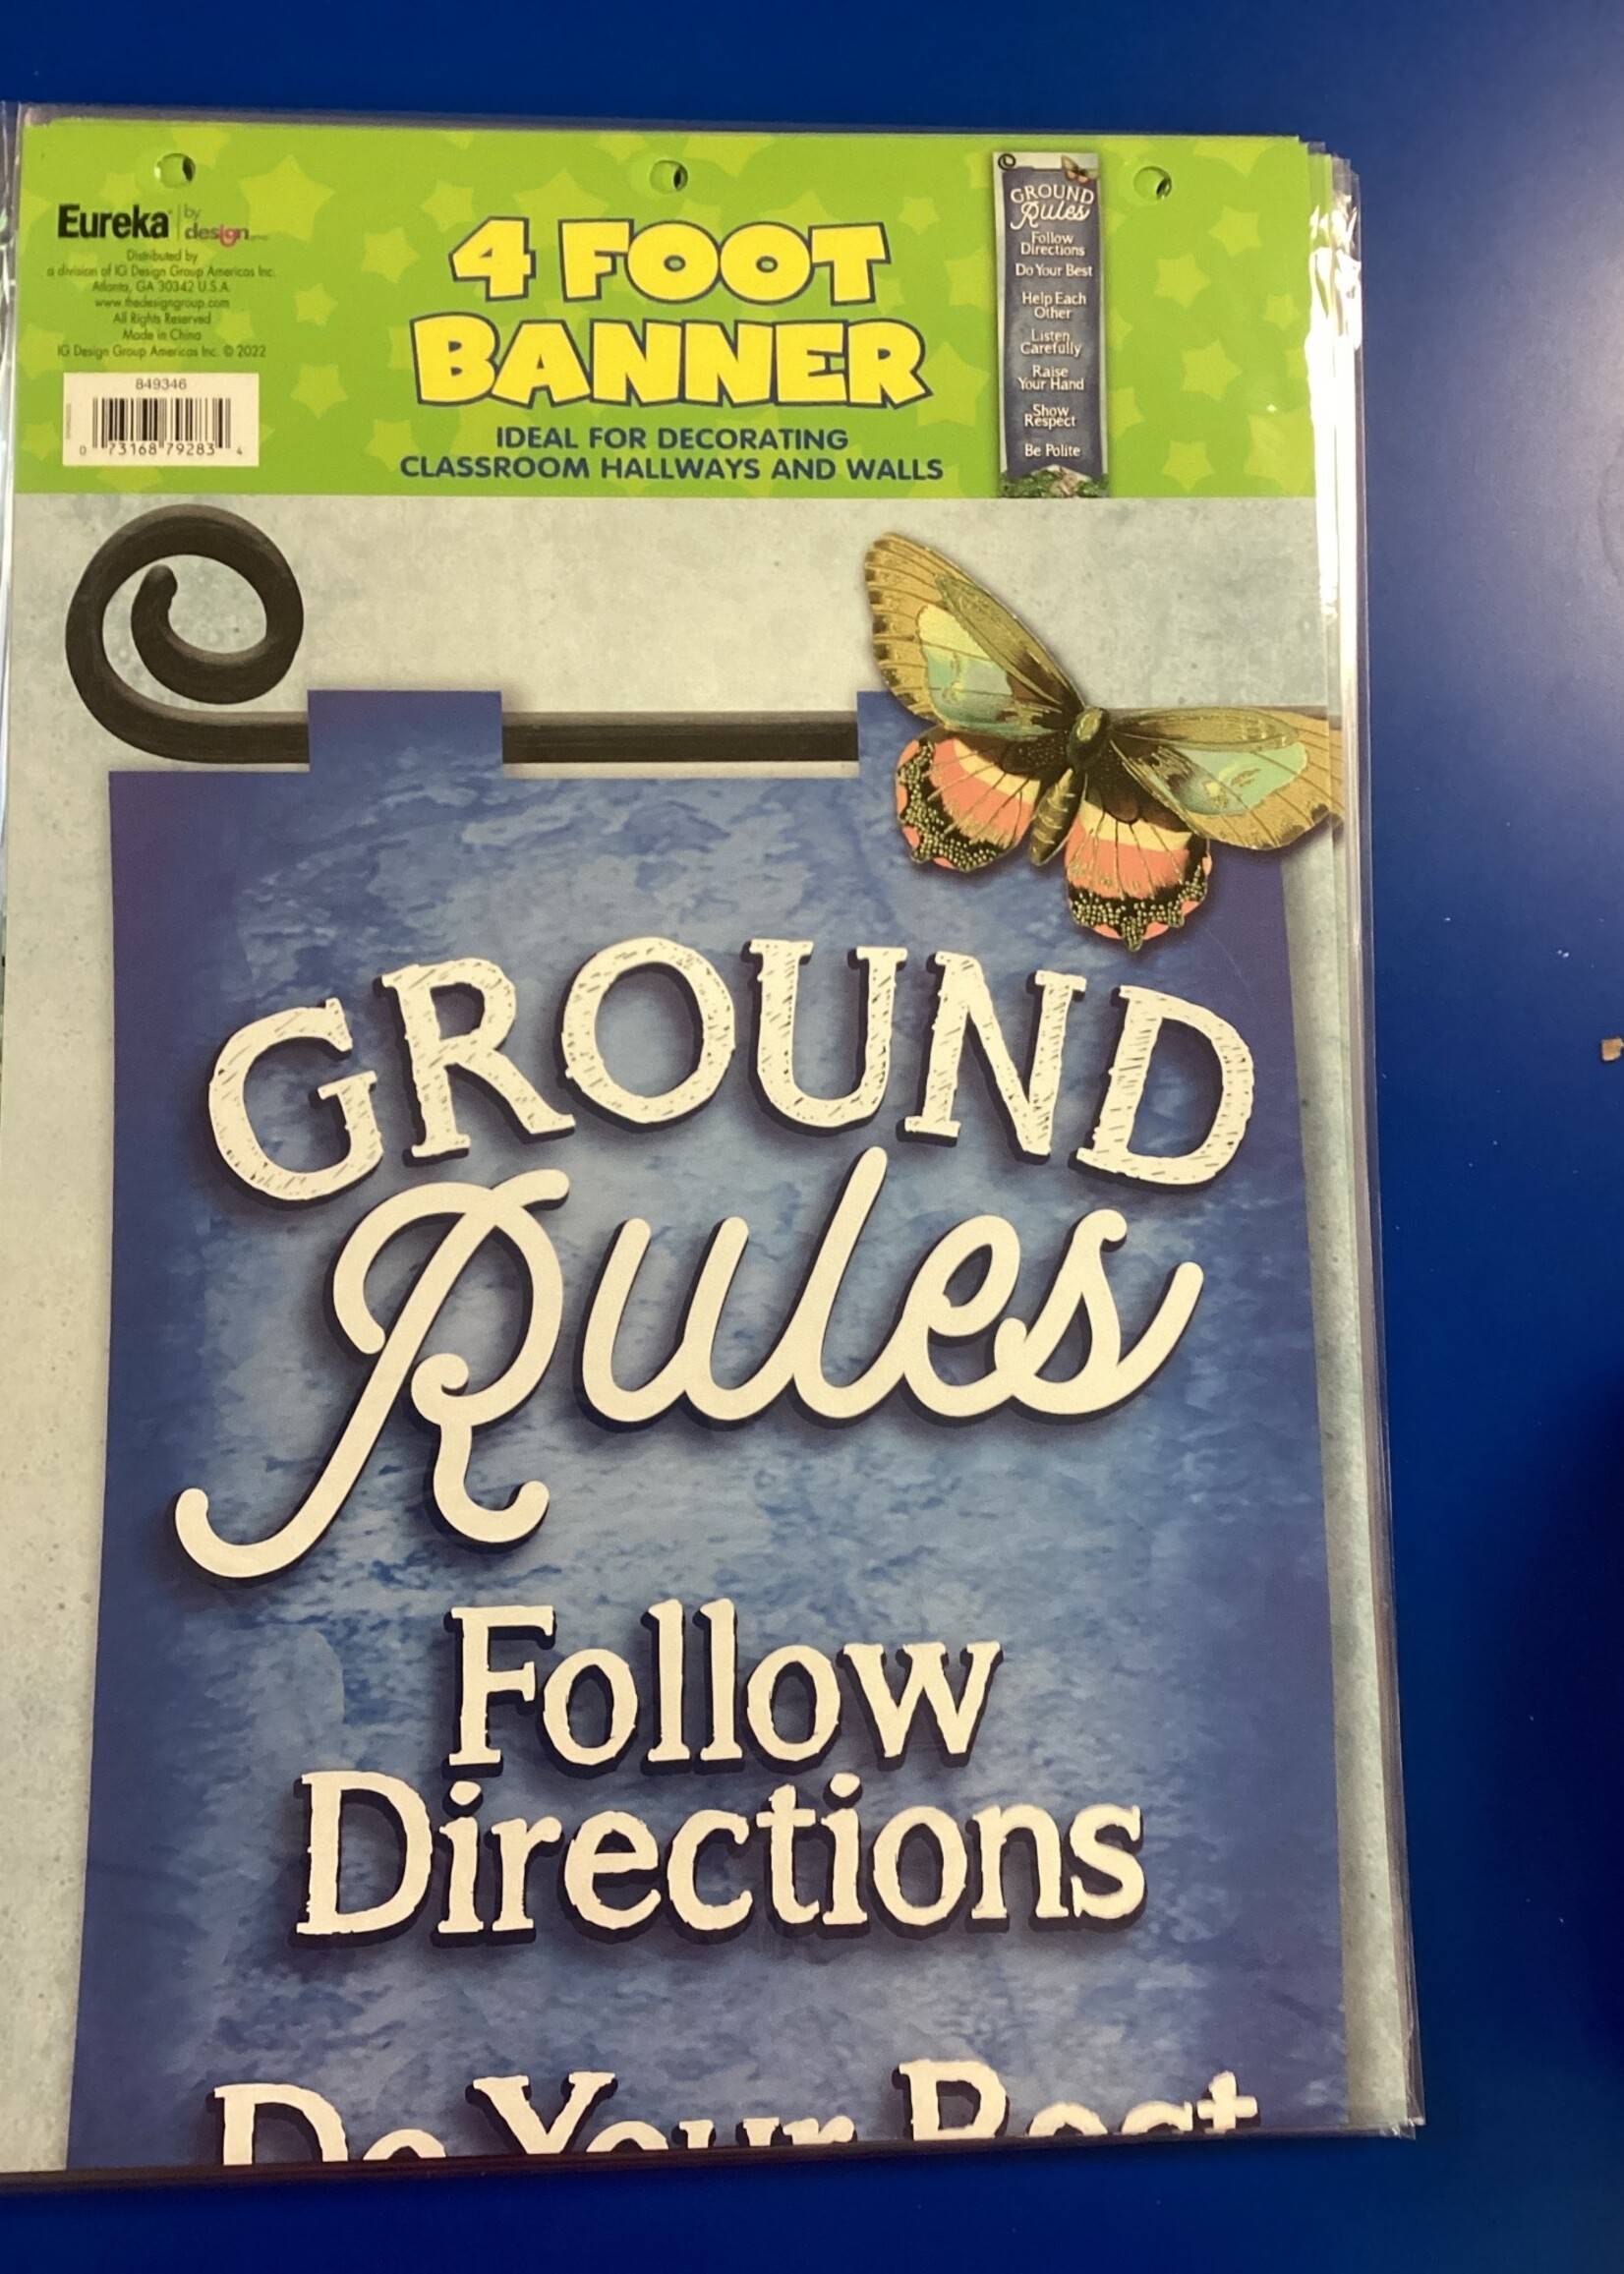 Eureka by design
Distributed by
a division of IG Design Group Americas Inc.
Atlanta, GA 30342 U.S.A.
www.thedesigngroup.com
All Rights Reserved
Made in China
IG Design Group Americas Inc. © 2022
849346
0 73168 79283 4
4 FOOT
BANNER
IDEAL FOR DECORATING
CLASSROOM HALLWAYS AND WALLS
GROUND
Rules
Follow
Directions
Do Your Best
Help Each
Other
Listen
Carefully
Raise
Your Hand
Show
Respect
Be Polite
GROUND
Rules
Follow
Directions
Do Your Best